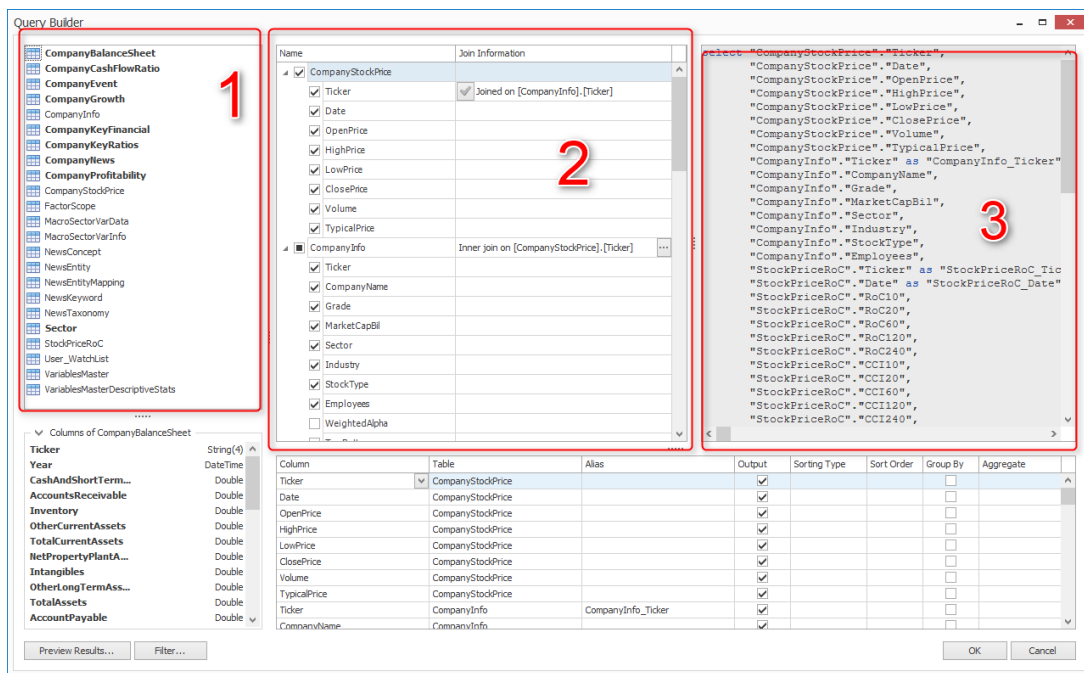 Query Builder
CompanyBalanceSheet
CompanyCashFlowRatio
CompanyEvent
CompanyGrowth
CompanyInfo
CompanyKeyFinancial
CompanyKeyRatios
CompanyNews
CompanyProfitability
CompanyStockPrice
FactorScope
MacroSectorVarData
MacroSectorVarInfo
NewsConcept
NewsEntity
NewsEntityMapping
NewsKeyword
NewsTaxonomy
Sector
StockPriceRoC
User_WatchList
VariablesMaster
VariablesMasterDescriptiveStats
1
Name Join Information
CompanyStockPrice
Ticker Joined on [CompanyInfo].[Ticker]
Date
OpenPrice
HighPrice
LowPrice
ClosePrice
Volume
TypicalPrice
CompanyInfo Inner join on [CompanyStockPrice].[Ticker] ...
Ticker
CompanyName
Grade
MarketCapBil
Sector
Industry
StockType
Employees
WeightedAlpha
2
select "CompanyStockPrice"."Ticker",
"CompanyStockPrice"."Date",
"CompanyStockPrice"."OpenPrice",
"CompanyStockPrice"."HighPrice",
"CompanyStockPrice"."LowPrice",
"CompanyStockPrice"."ClosePrice",
"CompanyStockPrice"."Volume",
"CompanyStockPrice"."TypicalPrice",
"CompanyInfo"."Ticker" as "CompanyInfo_Ticker"
"CompanyInfo"."CompanyName",
"CompanyInfo"."Grade",
"CompanyInfo"."MarketCapBil",
"CompanyInfo"."Sector",
"CompanyInfo"."Industry",
"CompanyInfo"."StockType",
"CompanyInfo"."Employees",
"StockPriceRoC"."Ticker" as "StockPriceRoC_Tic
"StockPriceRoC"."Date" as "StockPriceRoC_Date"
"StockPriceRoC"."RoC10",
"StockPriceRoC"."RoC20",
"StockPriceRoC"."RoC60",
"StockPriceRoC"."RoC120",
"StockPriceRoC"."RoC240",
"StockPriceRoC"."CCI10",
"StockPriceRoC"."CCI20",
"StockPriceRoC"."CCI60",
"StockPriceRoC"."CCI120",
"StockPriceRoC"."CCI240",
3
Columns of CompanyBalanceSheet
Ticker String(4)
Year DateTime
CashAndShortTerm... Double
AccountsReceivable Double
Inventory Double
OtherCurrentAssets Double
TotalCurrentAssets Double
NetPropertyPlantA... Double
Intangibles Double
OtherLongTermAss... Double
TotalAssets Double
AccountPayable Double
Column Table Alias Output Sorting Type Sort Order Group By Aggregate
Ticker CompanyStockPrice
Date CompanyStockPrice
OpenPrice CompanyStockPrice
HighPrice CompanyStockPrice
LowPrice CompanyStockPrice
ClosePrice CompanyStockPrice
Volume CompanyStockPrice
TypicalPrice CompanyStockPrice
Ticker CompanyInfo CompanyInfo_Ticker
CompanyName CompanyInfo
Preview Results... Filter... OK Cancel